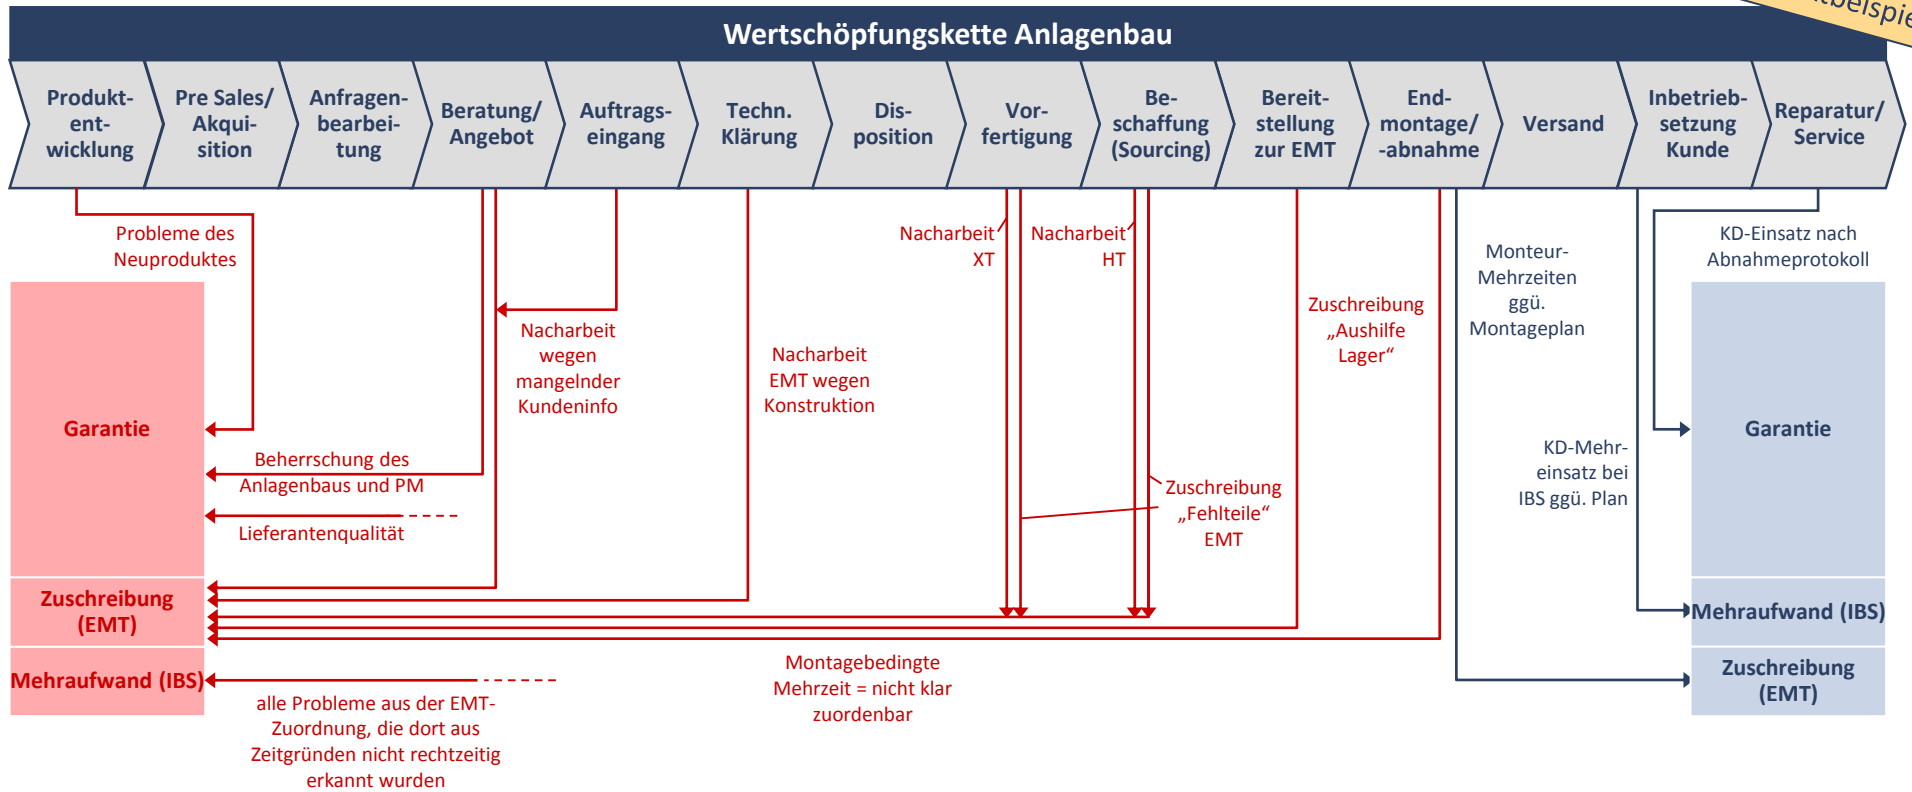 Wertschöpfungskette Anlagenbau
Produkt-
ent-
wicklung
Pre Sales/
Akqui-
sition
Anfragen-
bearbei-
tung
Beratung/
Angebot
Auftrags-
eingang
Techn.
Klärung
Dis-
position
Vor-
fertigung
Be-
schaffung
(Sourcing)
Bereit-
stellung
zur EMT
End-
montage/
-abnahme
Versand
Inbetrieb-
setzung
Kunde
Reparatur/
Service
Probleme des
Neuproduktes
Nacharbeit
XT
Nacharbeit
HT
Monteur-
Mehrzeiten
ggü.
Montageplan
KD-Einsatz nach
Abnahmeprotokoll
Nacharbeit
wegen
mangelnder
Kundeninfo
Nacharbeit
EMT wegen
Konstruktion
Zuschreibung
„Aushilfe
Lager“
Garantie
Beherrschung des
Anlagenbaus und PM
Lieferantenqualität
Zuschreibung
„Fehlteile“
EMT
KD-Mehr-
einsatz bei
IBS ggü. Plan
Garantie
Zuschreibung
(EMT)
Mehraufwand (IBS)
Mehraufwand (IBS)
Zuschreibung
(EMT)
alle Probleme aus der EMT-
Zuordnung, die dort aus
Zeitgründen nicht rechtzeitig
erkannt wurden
Montagebedingte
Mehrzeit = nicht klar
zuordenbar